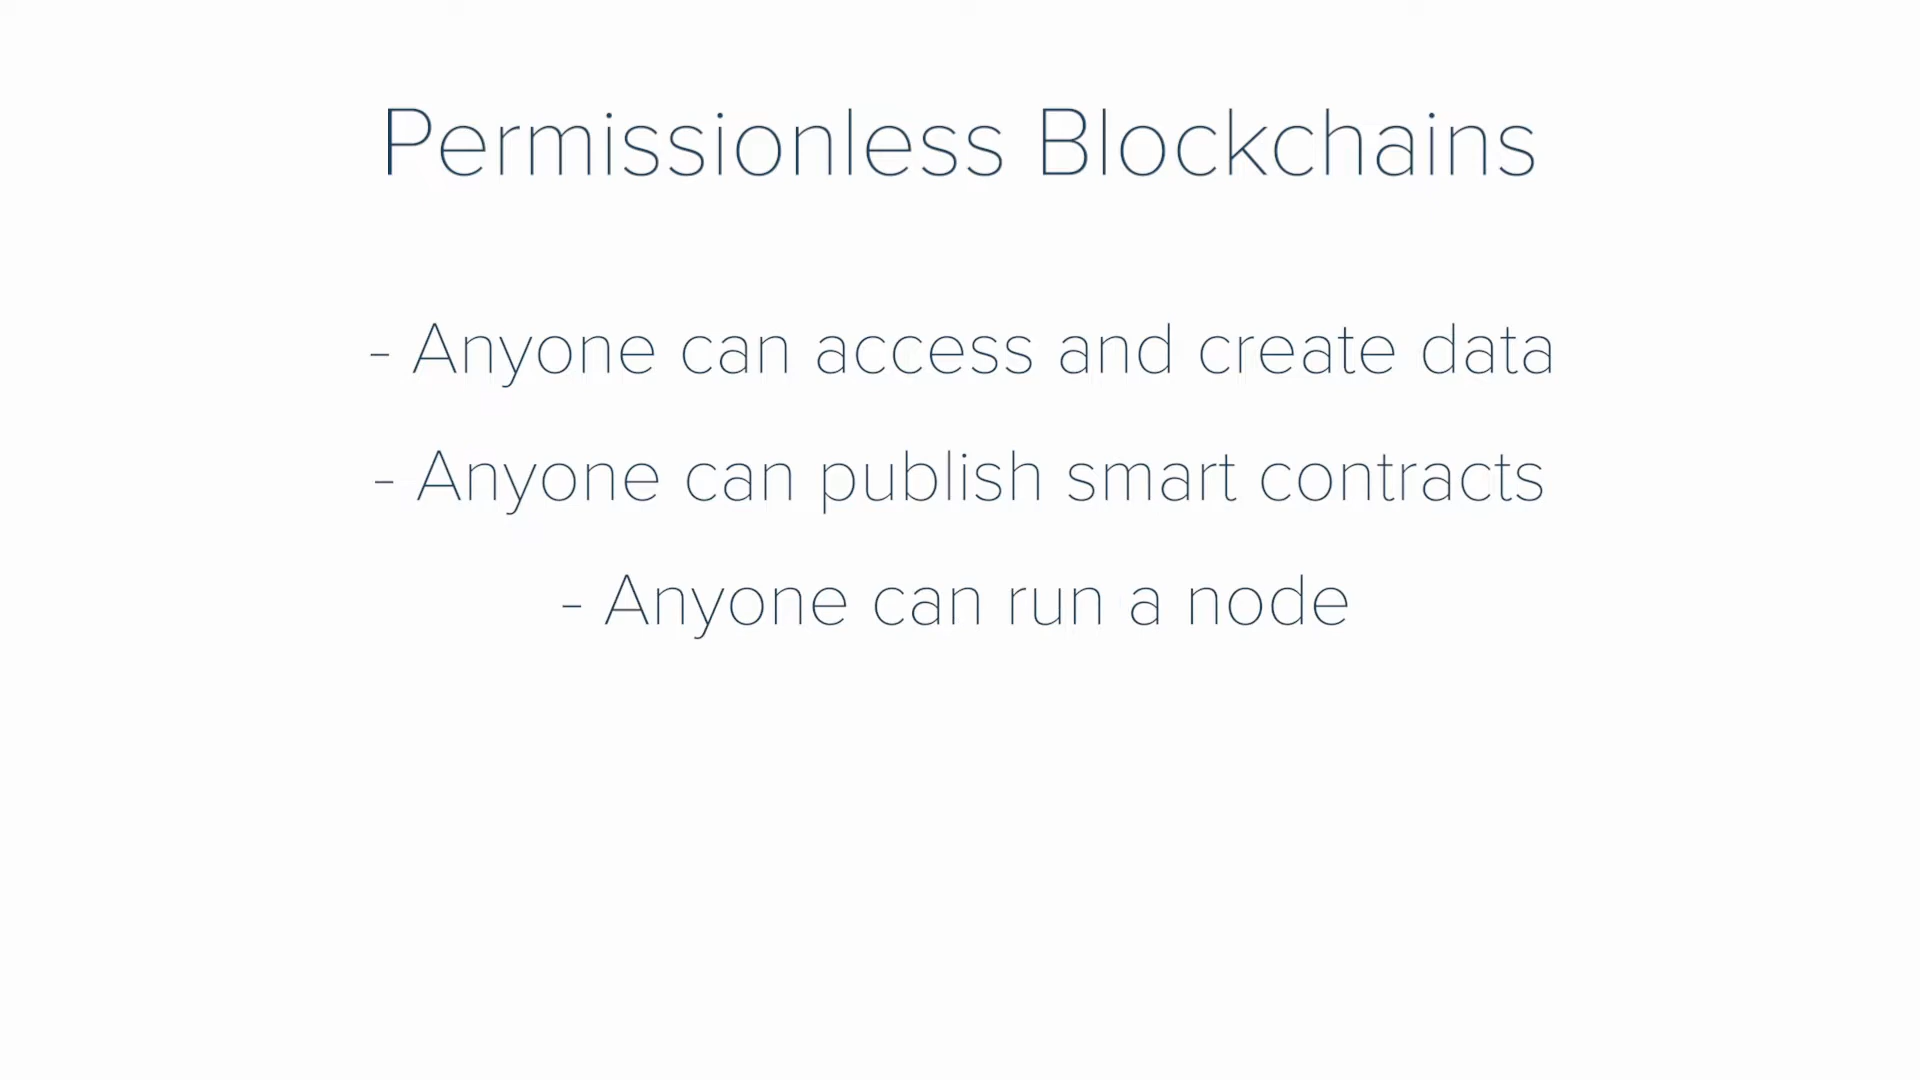 Permissionless Blockchains
- Anyone can access and create data
- Anyone can publish smart contracts
- Anyone can run a node